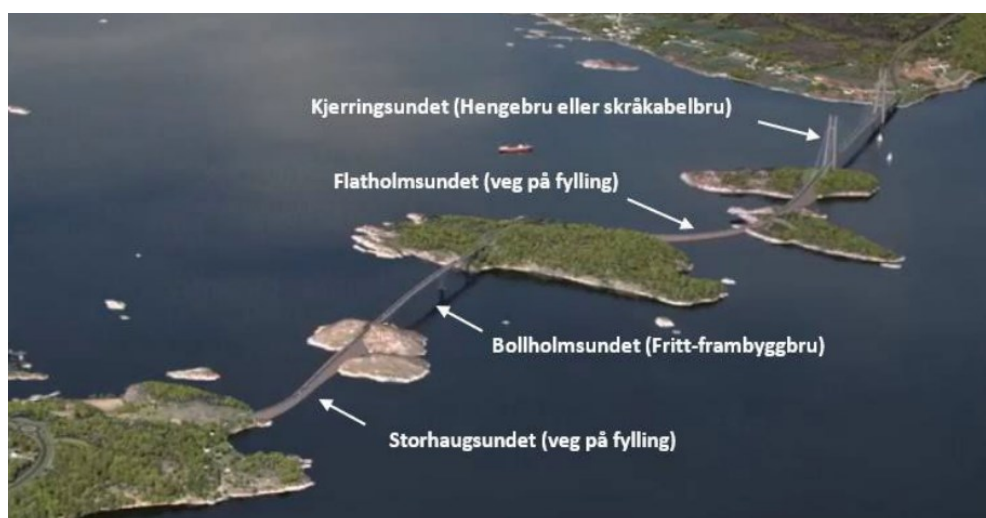 Kjerringsundet (Hengebru eller skråkabelbru)
Flatholmsundet (veg på fylling)
Bollholmsundet (Fritt-frambyggbru)
Storhaugsundet (veg på fylling)